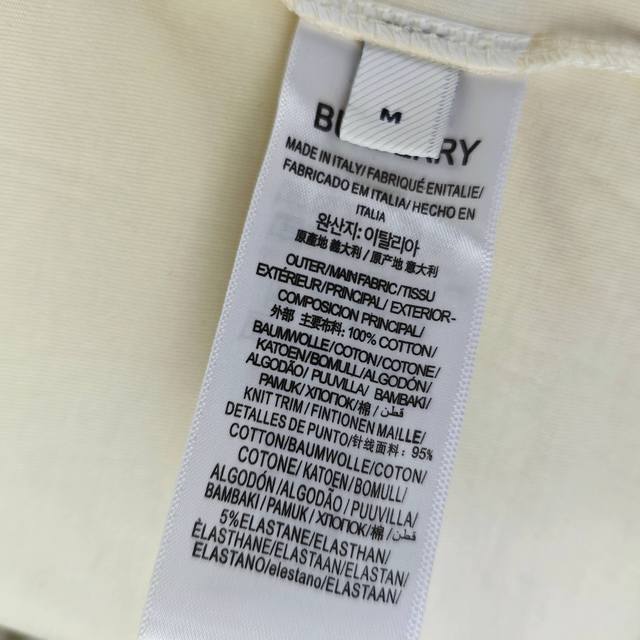 M
BU RRY
MADE IN ITALY/FABRIQUÉ ENITALIE/
FABRICADO EM ITALIA/ HECHO EN
ITALIA
완산지: 이탈리아
原產地 義大利 / 原产地 意大利
OUTER/MAIN FABRIC/TISSU
EXTÉRIEUR/PRINCIPAL/ EXTERIOR-
COMPOSICION PRINCIPAL/
外部 主要布料: 100% COTTON/
BAUMWOLLE/COTON/COTONE/
KATOEN/BOMULL/ ALGODÓN/
ALGODÃO/ PUUVILLA/ BAMBAKI/
PAMUK/ХЛОПОК/棉/ قطن/
KNIT TRIM / FINTIONEN MAILLE/
DETALLES DE PUNTO/针线面料: 95%
COTTON/BAUMWOLLE/COTON/
COTONE/ KATOEN/ BOMULL/
ALGODÓN/ALGODÃO/ PUUVILLA/
BAMBAKI/ PAMUK/ ХЛОПОК/棉/ قطن/
5%ELASTANE/ELASTHAN/
ÉLASTHANE/ELASTAAN/ELASTAN/
ELASTANO/elestano/ELASTAAN/